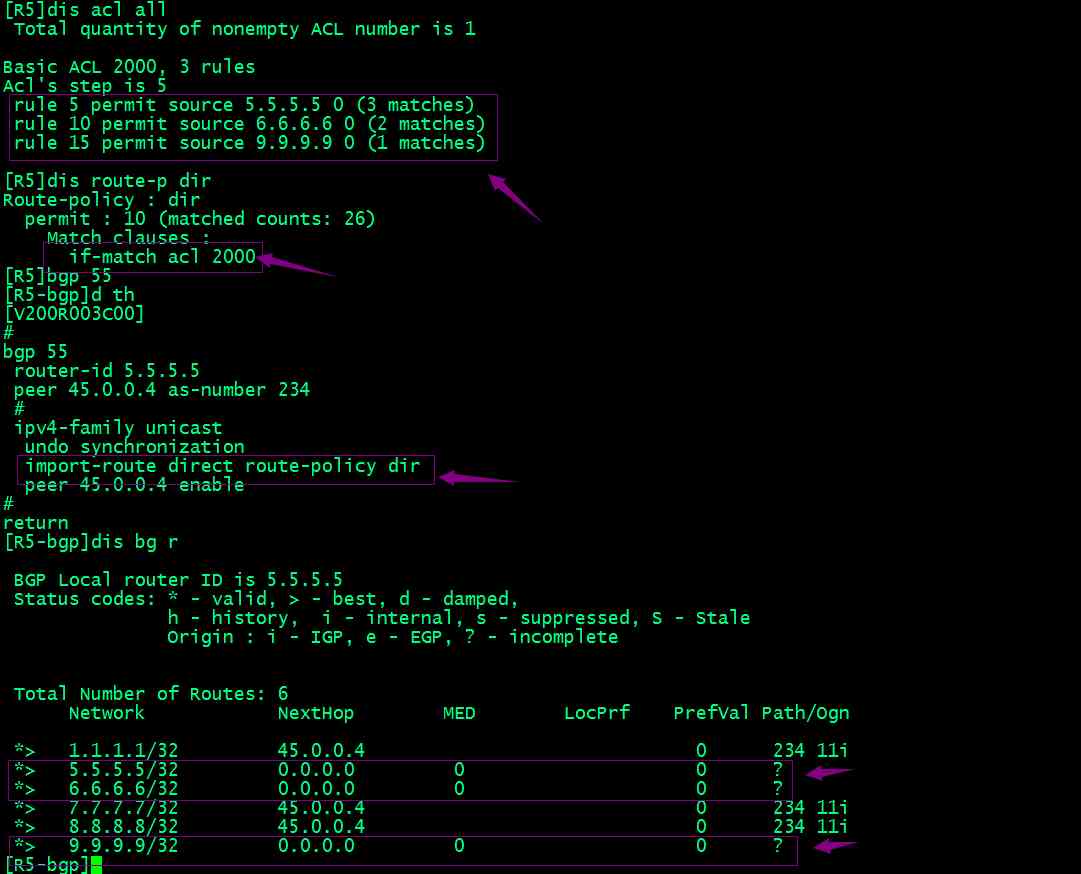 [R5]dis acl all
Total quantity of nonempty ACL number is 1
Basic ACL 2000, 3 rules
Acl's step is 5
rule 5 permit source 5.5.5.5 0 (3 matches)
rule 10 permit source 6.6.6.6 0 (2 matches)
rule 15 permit source 9.9.9.9 0 (1 matches)
[R5]dis route-p dir
Route-policy : dir
permit : 10 (matched counts: 26)
Match clauses :
if-match acl 2000
[R5]bgp 55
[R5-bgp]d th
[V200R003C00]
#
bgp 55
router-id 5.5.5.5
peer 45.0.0.4 as-number 234
#
ipv4-family unicast
undo synchronization
import-route direct route-policy dir
peer 45.0.0.4 enable
#
return
[R5-bgp]dis bg r
BGP Local router ID is 5.5.5.5
Status codes: * - valid, > - best, d - damped,
h - history,  i - internal, s - suppressed, S - Stale
Origin : i - IGP, e - EGP, ? - incomplete
Total Number of Routes: 6
Network NextHop MED LocPrf PrefVal Path/Ogn
*> 1.1.1.1/32 45.0.0.4 0 234 11i
*> 5.5.5.5/32 0.0.0.0 0 0 ?
*> 6.6.6.6/32 0.0.0.0 0 0 ?
*> 7.7.7.7/32 45.0.0.4 0 234 11i
*> 8.8.8.8/32 45.0.0.4 0 234 11i
*> 9.9.9.9/32 0.0.0.0 0 0 ?
[R5-bgp]